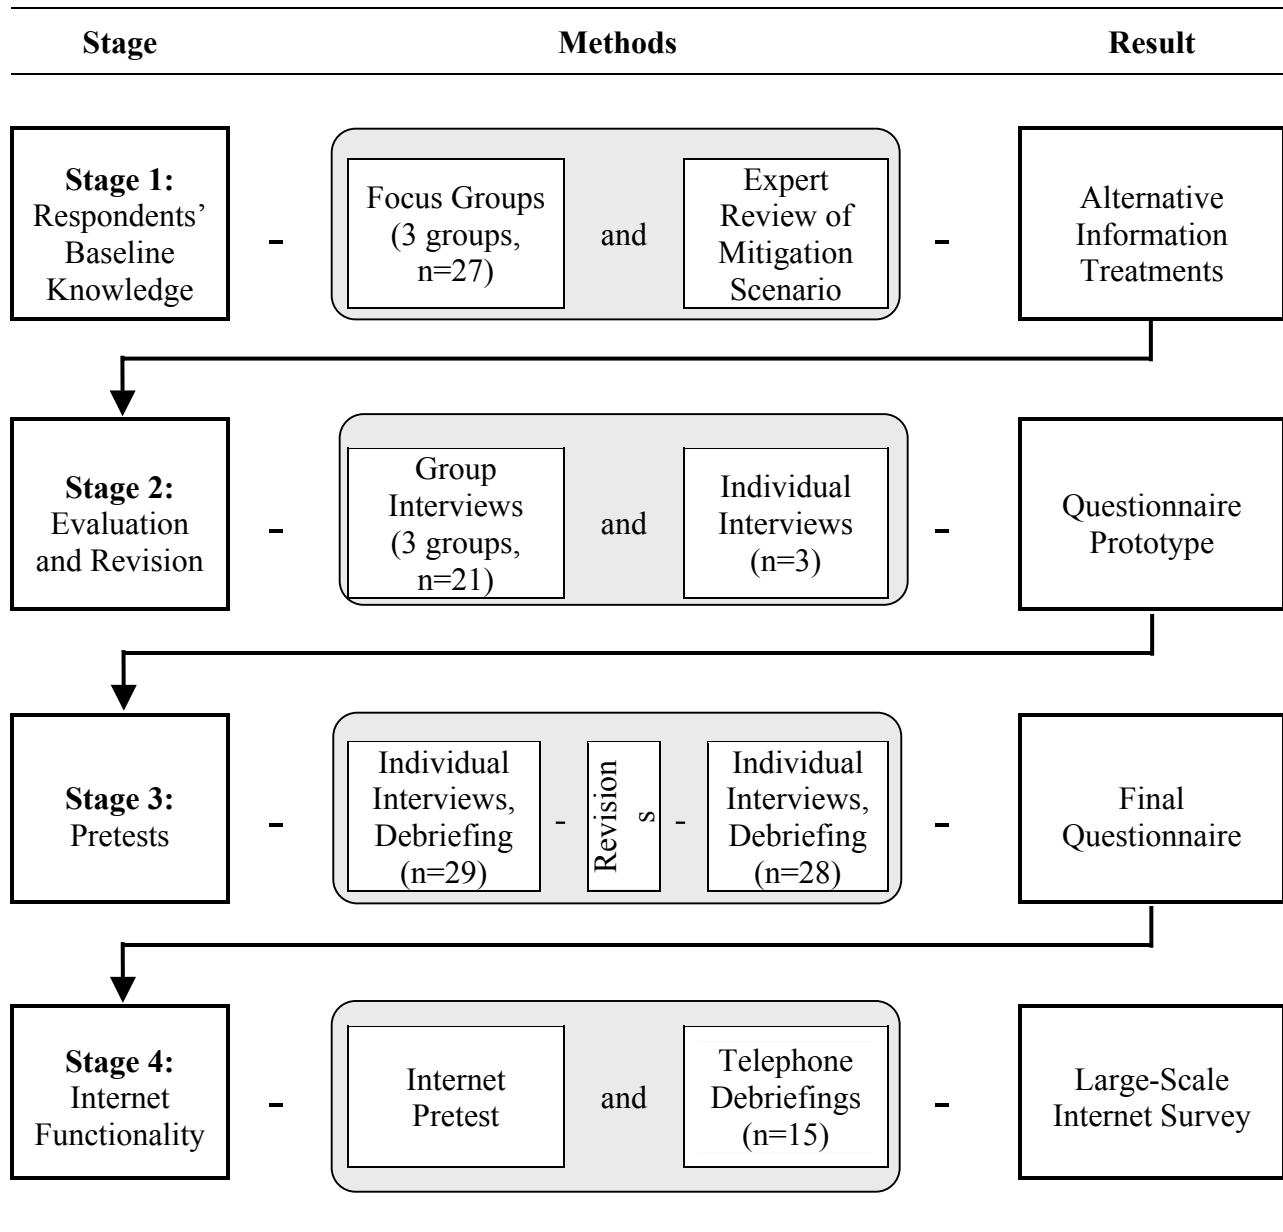 Stage Methods Result
Stage 1:
Respondents’
Baseline
Knowledge
-
Focus Groups
(3 groups,
n=27)
and
Expert
Review of
Mitigation
Scenario
-
Alternative
Information
Treatments
Stage 2:
Evaluation
and Revision
-
Group
Interviews
(3 groups,
n=21)
and
Individual
Interviews
(n=3)
-
Questionnaire
Prototype
Stage 3:
Pretests
-
Individual
Interviews,
Debriefing
(n=29)
-
Revision
s
-
Individual
Interviews,
Debriefing
(n=28)
-
Final
Questionnaire
Stage 4:
Internet
Functionality
-
Internet
Pretest
and
Telephone
Debriefings
(n=15)
-
Large-Scale
Internet Survey